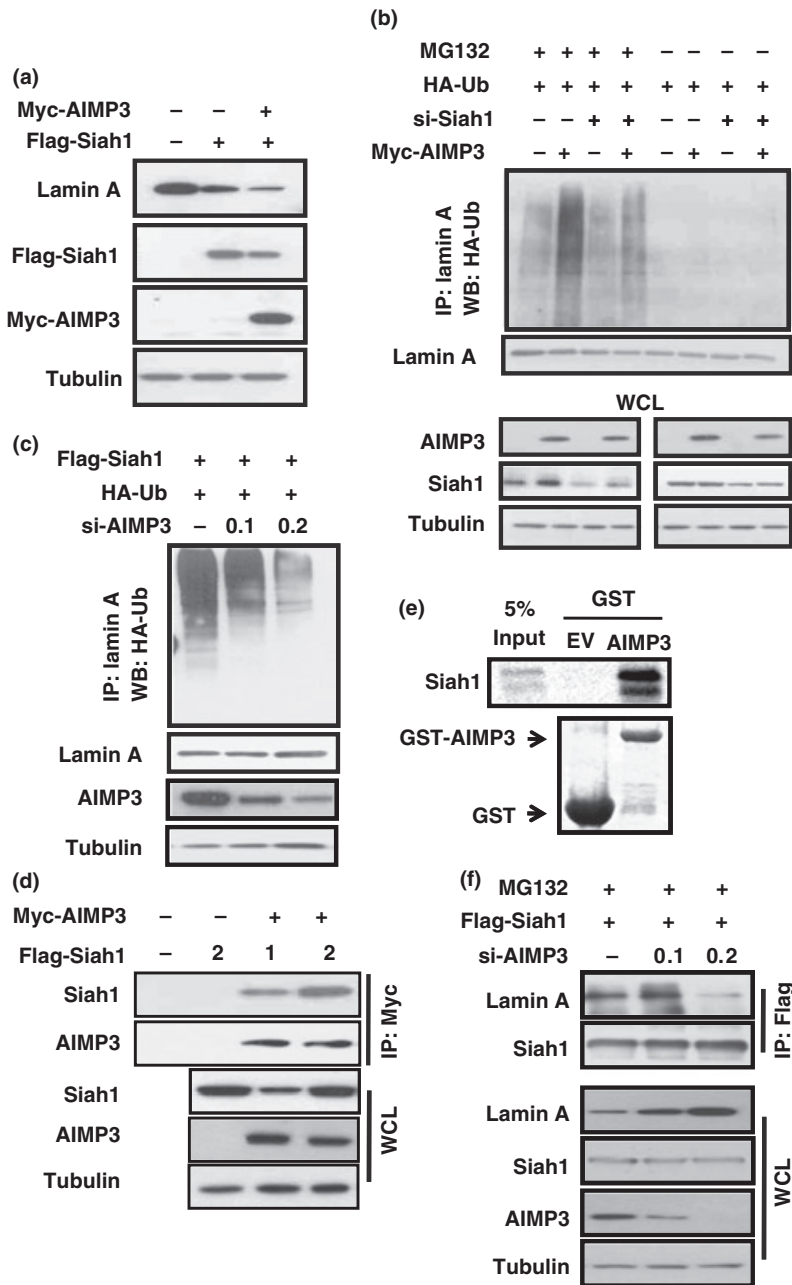 (a)
Myc-AIMP3 – – +
Flag-Siah1 – + +
Lamin A
Flag-Siah1
Myc-AIMP3
Tubulin
(b)
MG132 + + + + – – – –
HA-Ub + + + + + + + +
si-Siah1 – – + + – – + +
Myc-AIMP3 – + – + – + – +
IP: lamin A
WB: HA-Ub
Lamin A
WCL
AIMP3
Siah1
Tubulin
(c)
Flag-Siah1 + + +
HA-Ub + + +
si-AIMP3 – 0.1 0.2
IP: lamin A
WB: HA-Ub
Lamin A
AIMP3
Tubulin
(d)
Myc-AIMP3 – – + +
Flag-Siah1 – 2 1 2
Siah1
AIMP3
IP: Myc
Siah1
AIMP3
Tubulin
WCL
(e)
5%
Input
GST
EV AIMP3
Siah1
GST-AIMP3
GST
(f)
MG132 + + +
Flag-Siah1 + + +
si-AIMP3 – 0.1 0.2
Lamin A
Siah1
IP: Flag
Lamin A
Siah1
AIMP3
Tubulin
WCL